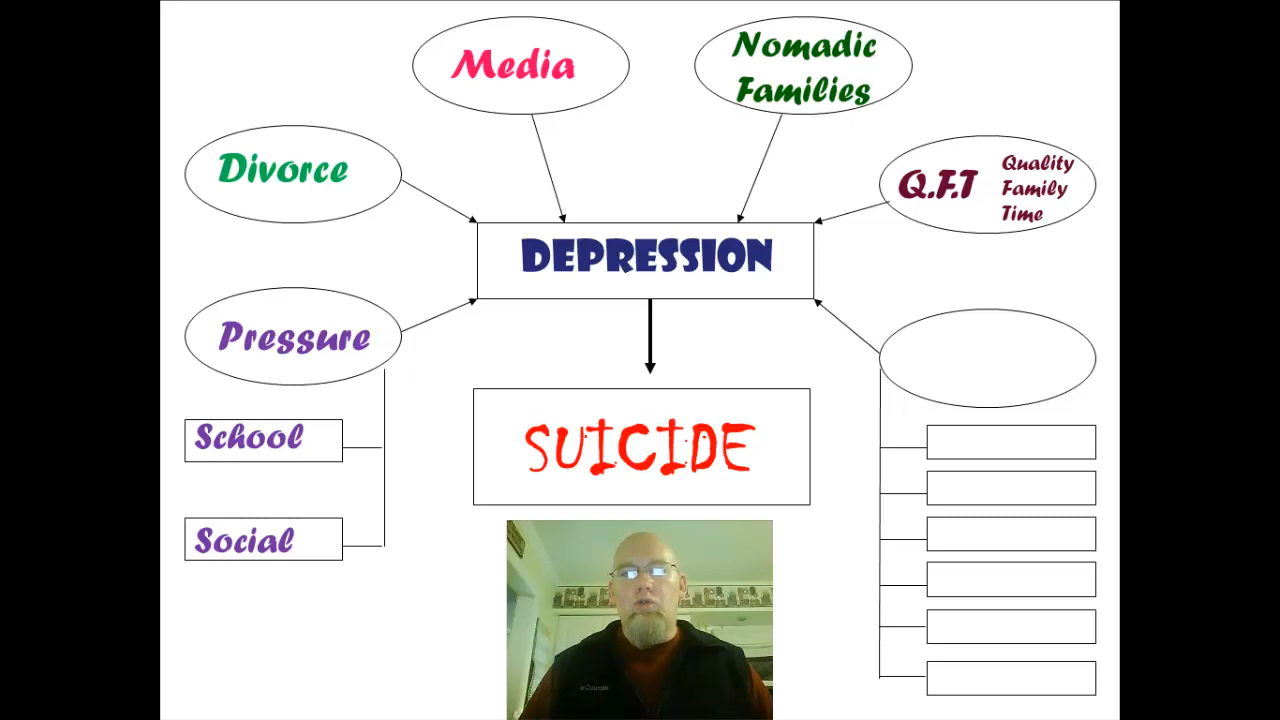 Media
Nomadic
Families
Divorce
Q.F.T
Quality
Family
Time
DEPRESSION
Pressure
School
SUICIDE
Social